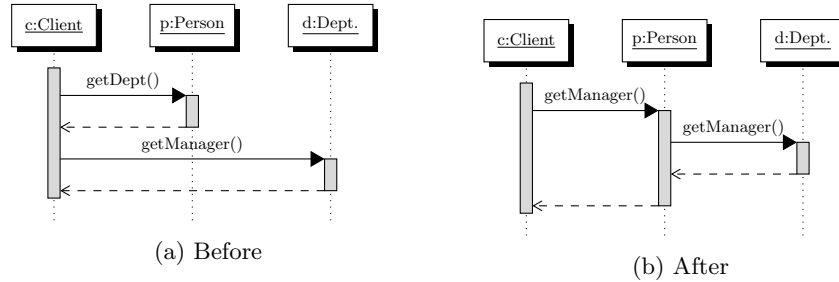 c:Client p:Person d:Dept.
getDept()
getManager()
(a) Before
c:Client p:Person d:Dept.
getManager()
getManager()
(b) After